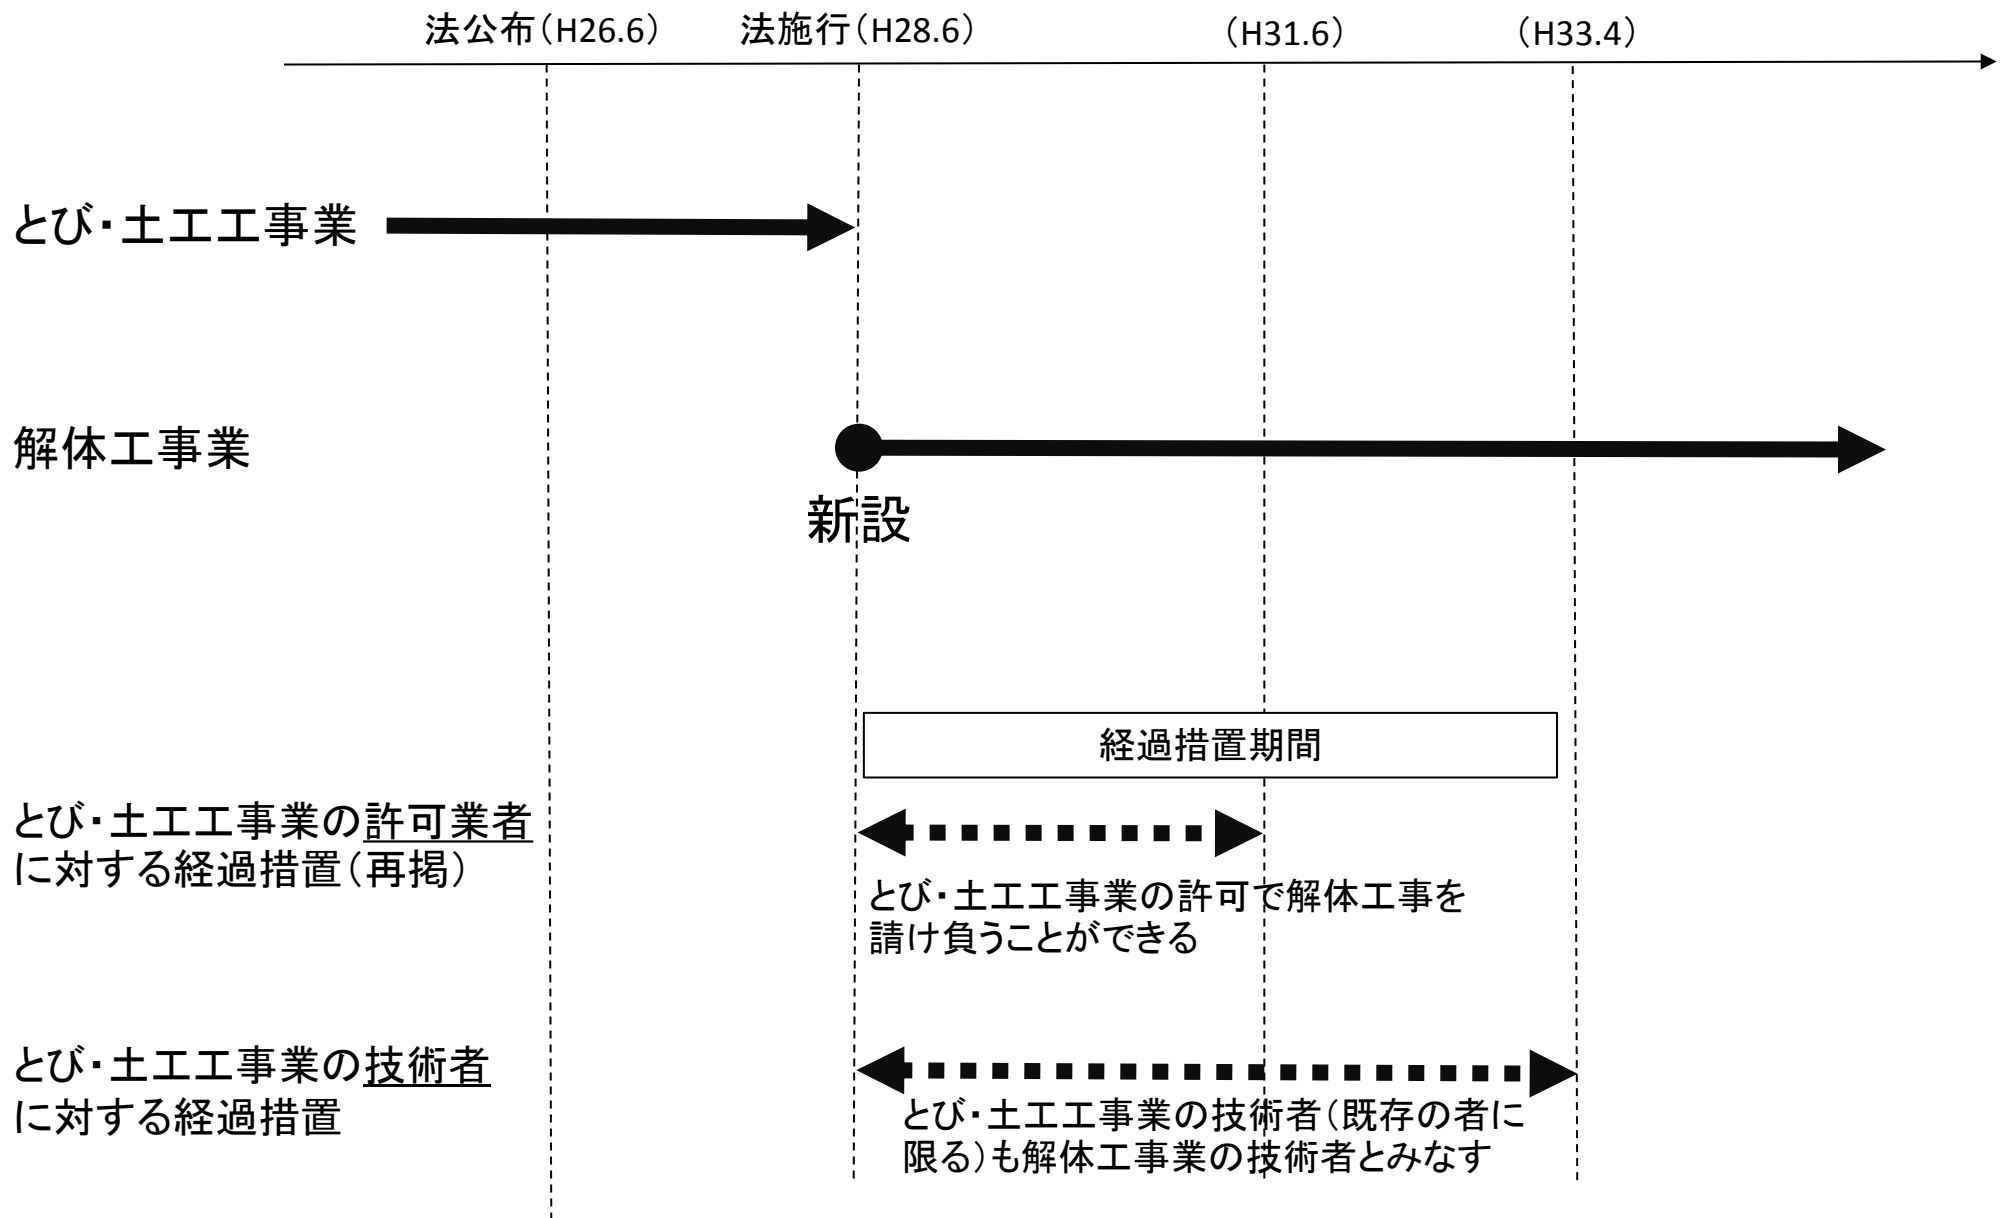 法公布(H26.6) 法施行(H28.6) (H31.6) (H33.4)
とび・土工工事業
解体工事業
新設
経過措置期間
とび・土工工事業の許可業者
に対する経過措置(再掲)
とび・土工工事業の許可で解体工事を
請け負うことができる
とび・土工工事業の技術者
に対する経過措置
とび・土工工事業の技術者(既存の者に
限る)も解体工事業の技術者とみなす